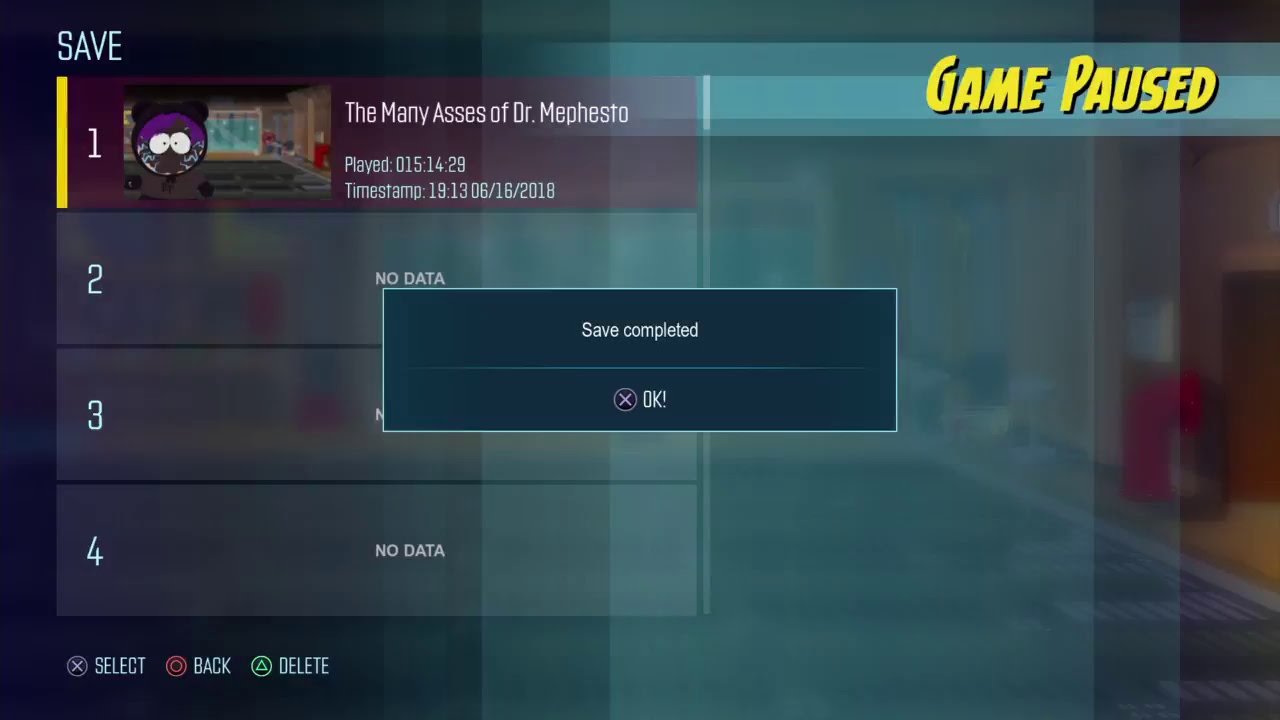 SAVE
GAME PAUSED
1
The Many Asses of Dr. Mephesto
Played: 015:14:29
Timestamp: 19:13 06/16/2018
2
NO DATA
Save completed
OK!
3
N
4
NO DATA
SELECT BACK DELETE